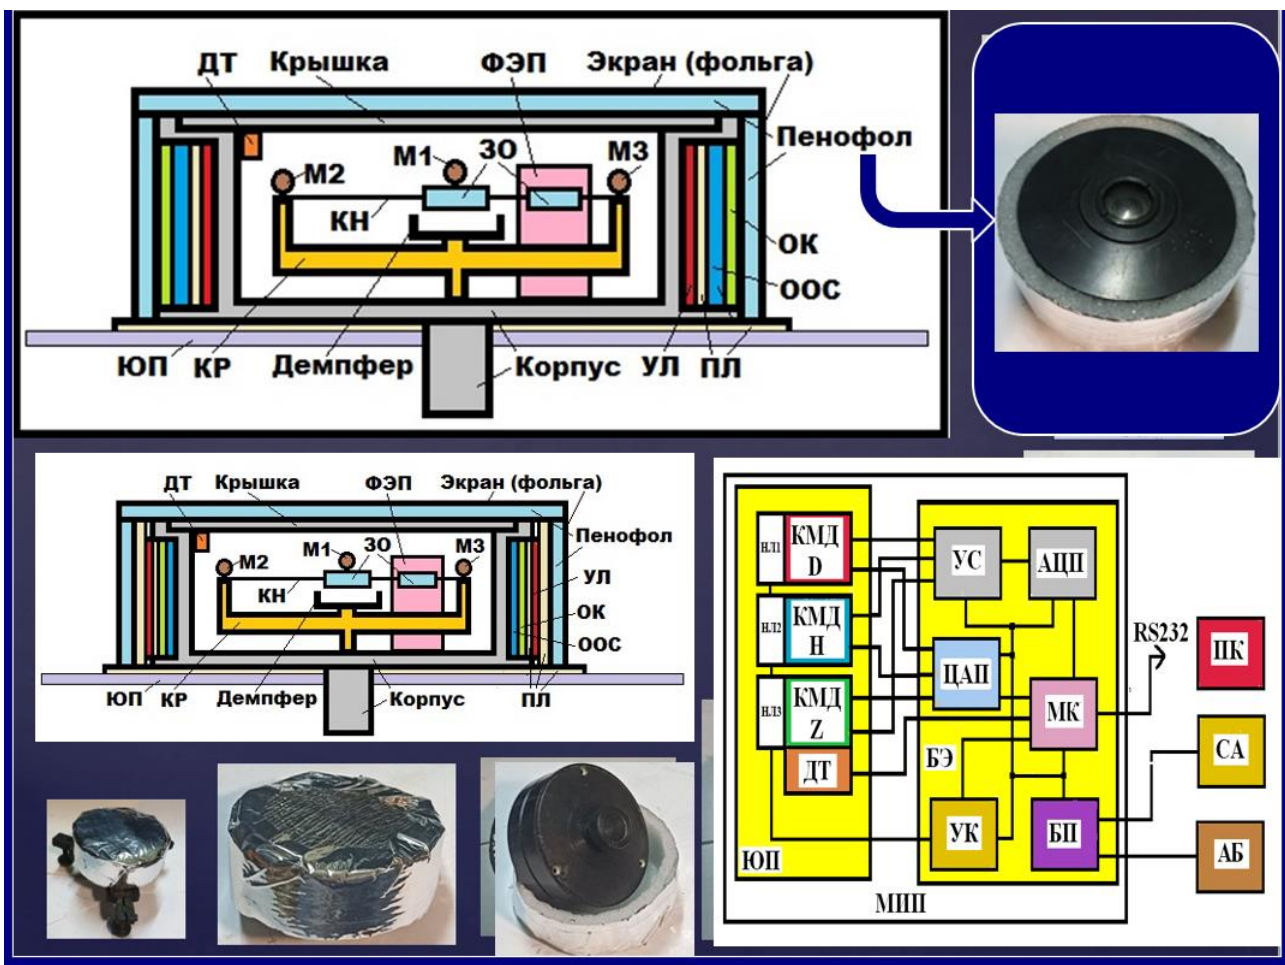 ДТ Крышка ФЭП Экран (фольга)
Пенофол
М2 М1 ЗО М3
КН
ОК
ООС
ЮП КР Демпфер Корпус УЛ ПЛ
ДТ Крышка ФЭП Экран (фольга)
Пенофол
М2 М1 ЗО М3
УЛ
КН
ОК
ООС
ЮП КР Демпфер Корпус ПЛ
НЛ1 КМД D
УС АЦП
НЛ2 КМД H
RS232
ПК
ЦАП
НЛ3 КМД Z
МК
СА
ДТ БЭ
УК БП
АБ
ЮП
МИП